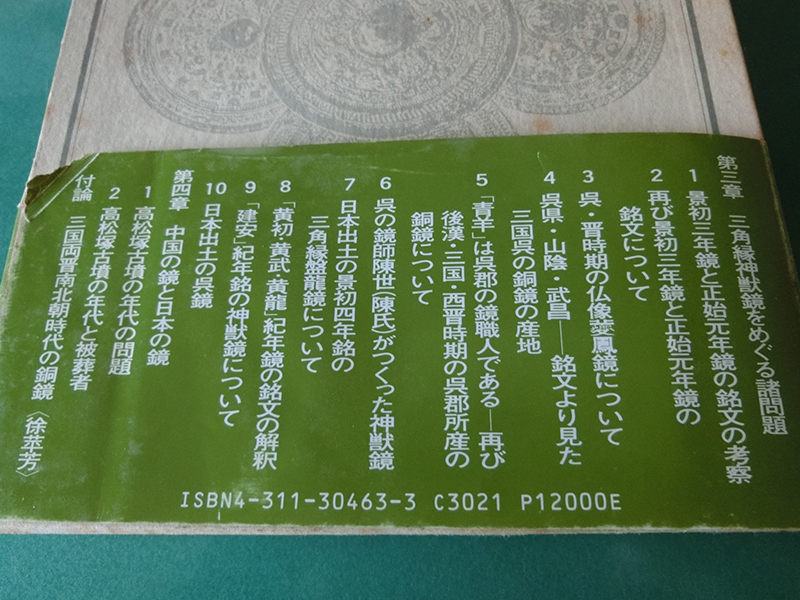 第三章 三角縁神獣鏡をめぐる諸問題
1 景初三年鏡と正始元年鏡の銘文の考察
2 再び景初三年鏡と正始元年鏡の
銘文について
3 呉・晋時期の仏像夔鳳鏡について
4 呉県・山陰・武昌――銘文より見た
三国呉の銅鏡の産地
5 「青羊」は呉郡の鏡職人である――再び
後漢・三国・西晋時期の呉郡所産の
銅鏡について
6 呉の鏡師陳世(陳氏)がつくった神獣鏡
7 日本出土の景初四年銘の
三角縁盤龍鏡について
8 「黄初・黄武・黄龍」紀年鏡の銘文の解釈
9 「建安」紀年銘の神獣鏡について
10 日本出土の呉鏡
第四章 中国の鏡と日本の鏡
1 高松塚古墳の年代の問題
2 高松塚古墳の年代と被葬者
付論 三国両晋南北朝時代の銅鏡〈徐苹芳〉
ISBN4-311-30463-3 C3021 P12000E